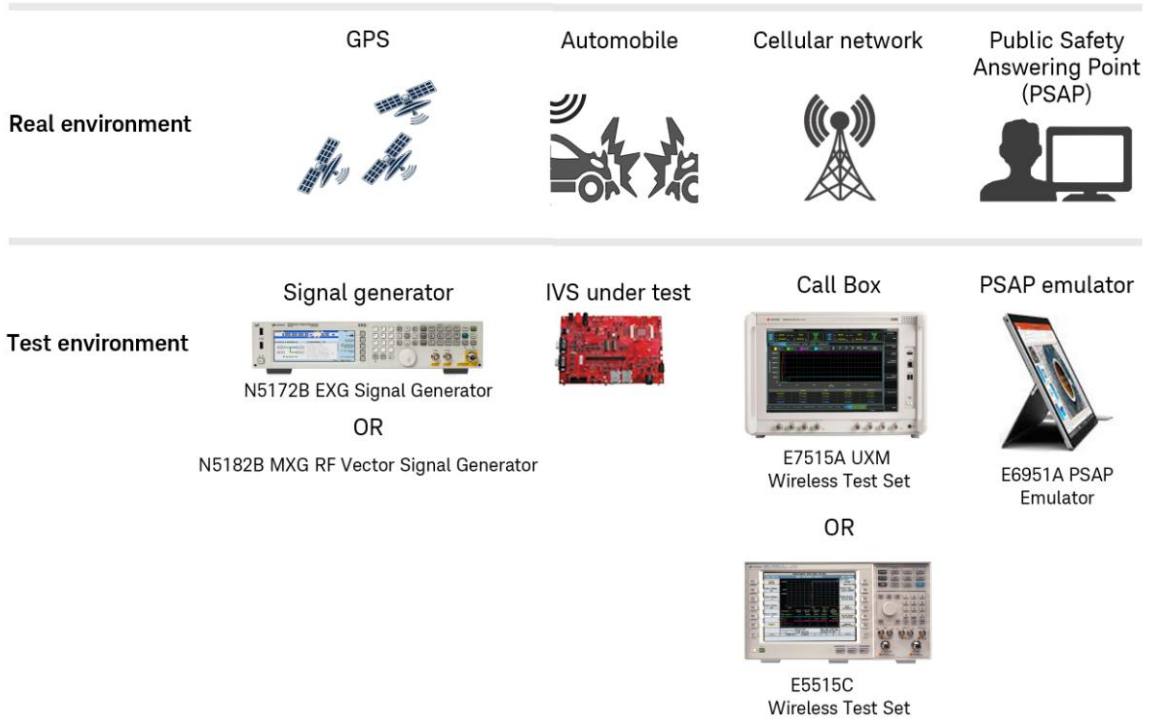 GPS
Automobile
Cellular network
Public Safety
Answering Point
(PSAP)
Real environment
Signal generator
IVS under test
Call Box
PSAP emulator
Test environment
N5172B EXG Signal Generator
OR
N5182B MXG RF Vector Signal Generator
E7515A UXM
Wireless Test Set
E6951A PSAP
Emulator
OR
E5515C
Wireless Test Set